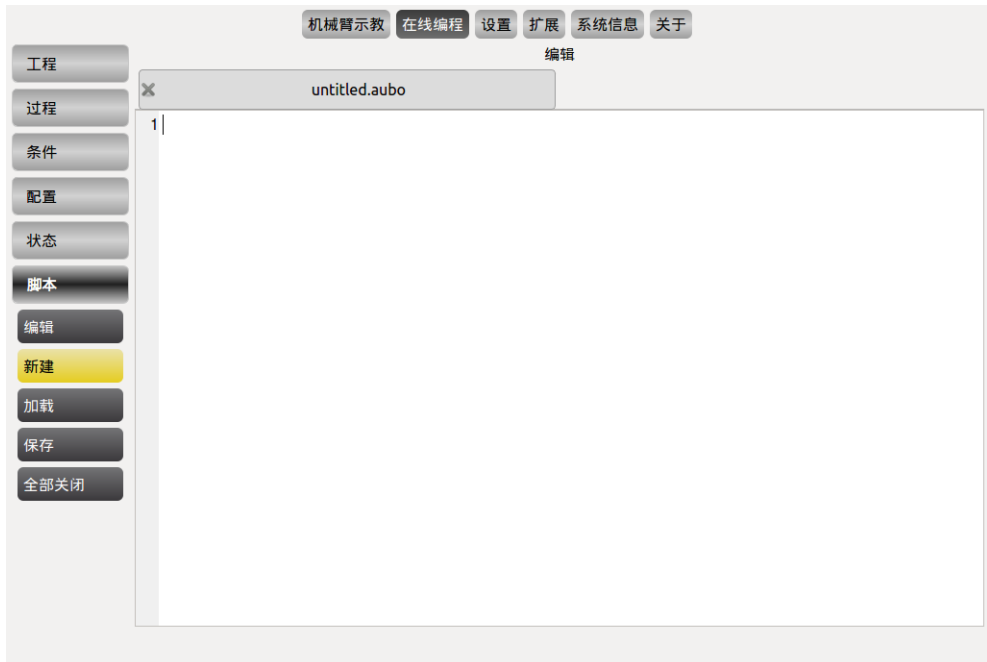 机械臂示教 在线编程 设置 扩展 系统信息 关于
编辑
工程
过程
条件
配置
状态
脚本
编辑
新建
加载
保存
全部关闭
untitled.aubo
1